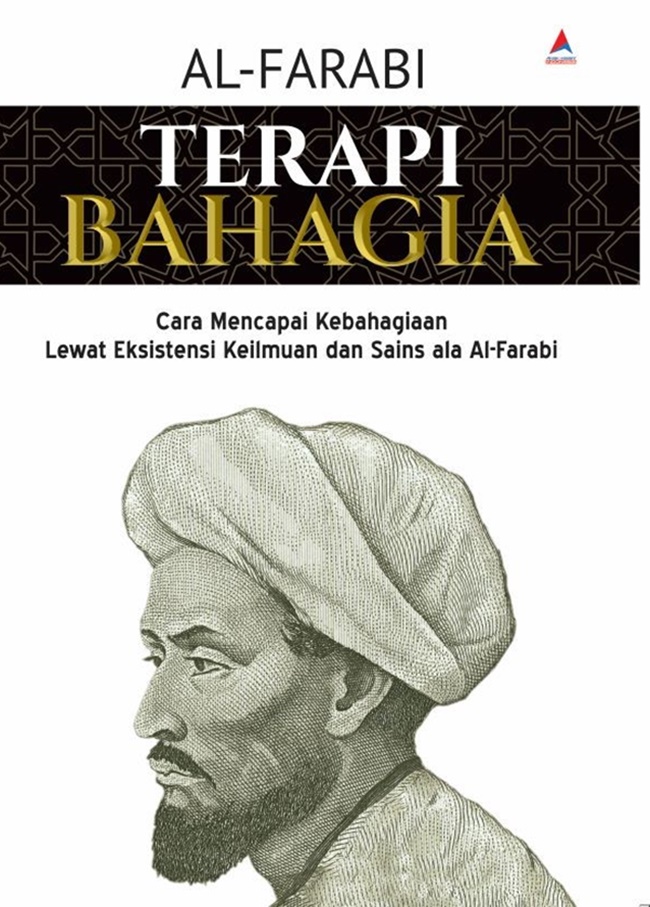 AL-FARABI
TERAPI
BAHAGIA
Cara Mencapai Kebahagiaan
Lewat Eksistensi Keilmuan dan Sains ala Al-Farabi